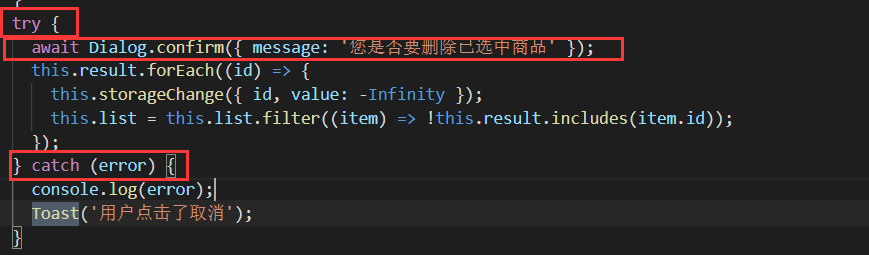 }
try {
await Dialog.confirm({ message: '您是否要删除已选中商品' });
this.result.forEach((id) => {
this.storageChange({ id, value: -Infinity });
this.list = this.list.filter((item) => !this.result.includes(item.id));
});
} catch (error) {
console.log(error);
Toast('用户点击了取消');
}